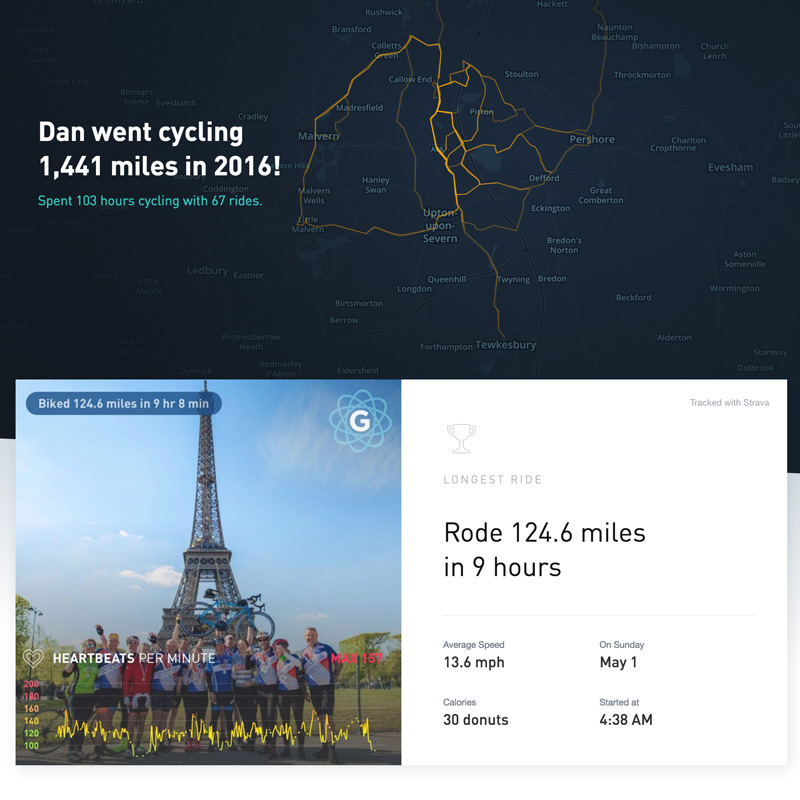 Bromyard
Hackett
Rushwick
Bransford
Naunton
Beauchamp
Bishampton
Church
Lench
Colletts
Green
Callow End
Stoulton
Throckmorton
Stoke Lacy
Bishop's
Frome
Evesbatch
Cradley
Madresfield
Pirton
Dan went cycling
1,441 miles in 2016!
Spent 103 hours cycling with 67 rides.
Malvern
Pershore
Charlton
Cropthorne
Evesham
Badsey
Coddington
Hanley
Swan
Defford
Great
Comberton
Malvern
Wells
Eckington
Little
Malvern
Upton-
upon-
Severn
Bredon's
Norton
Aston
Somerville
Ledbury
Eastnor
Putley
Little
Marcle
Queenhill
Twyning
Bredon
Longdon
Wormington
Birtsmorton
Beckford
Berrow
Bromesberrow
Heath
Forthampton
Tewkesbury
Alderton
Much
Marcle
Stanway
Didbrook
Redmarley
d'Abitot
Dymock
Eldersfield
Biked 124.6 miles in 9 hr 8 min
G
HEARTBEATS PER MINUTE
MAX 157
200
180
160
140
120
100
Tracked with Strava
LONGEST RIDE
Rode 124.6 miles
in 9 hours
Average Speed
13.6 mph
On Sunday
May 1
Calories
30 donuts
Started at
4:38 AM